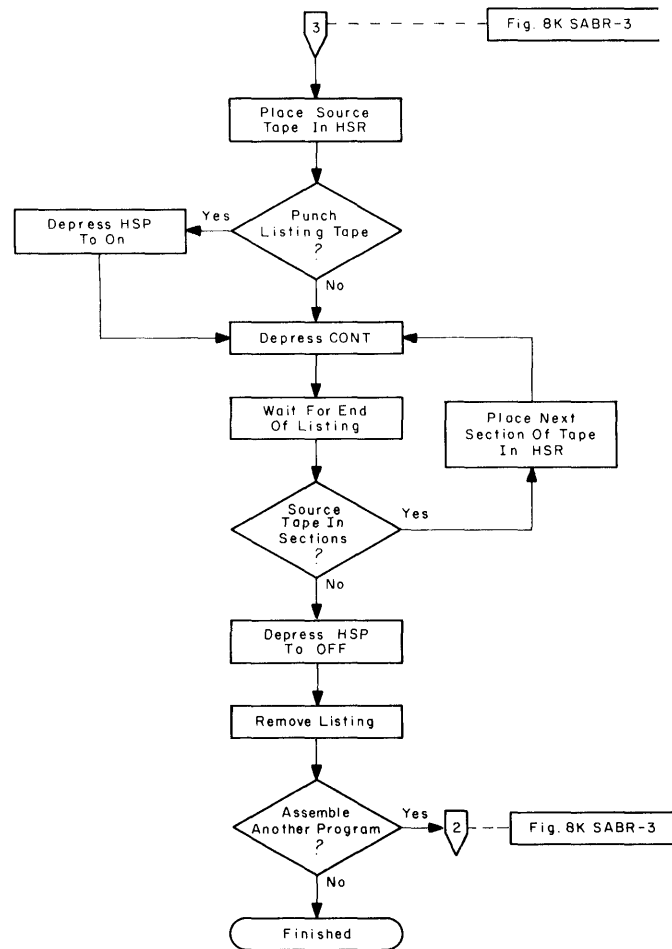 3
Fig. 8K SABR-3
Place Source
Tape In HSR
Punch
Listing Tape
?
Yes
Depress HSP
To On
No
Depress CONT
Wait For End
Of Listing
Place Next
Section Of Tape
In HSR
Source
Tape In
Sections
?
Yes
No
Depress HSP
To OFF
Remove Listing
Assemble
Another Program
?
Yes
2
Fig. 8K SABR-3
No
Finished